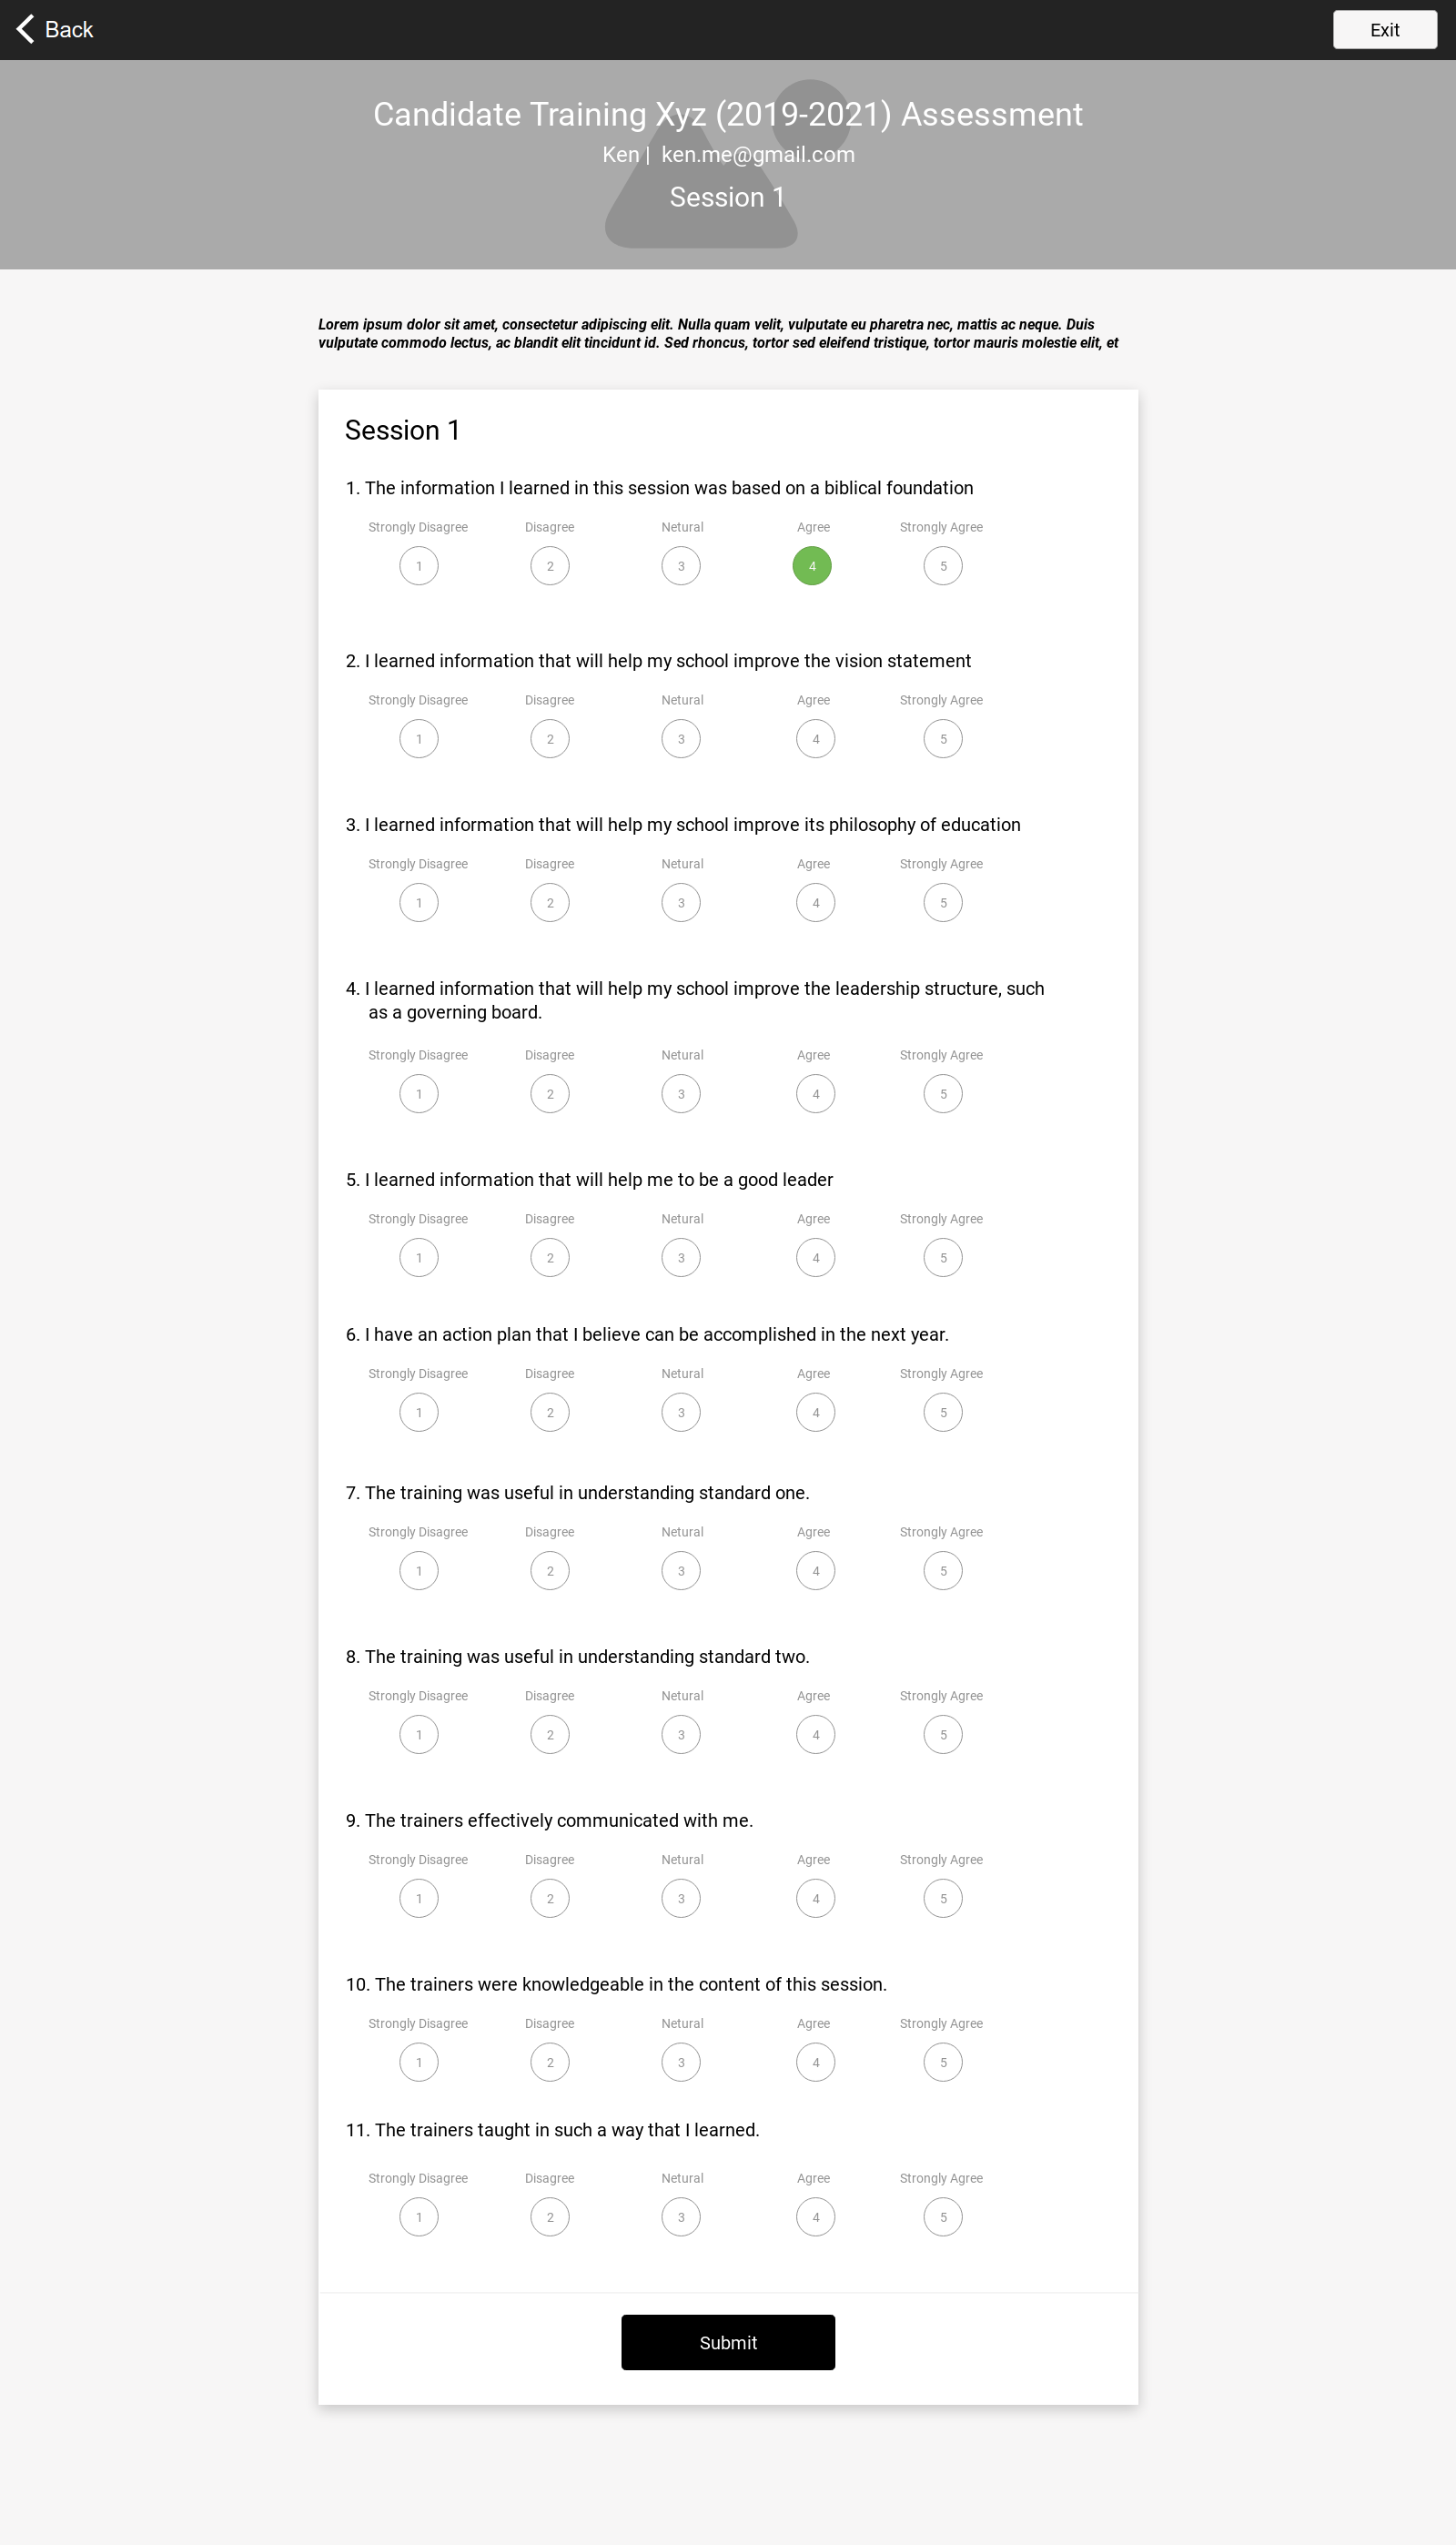 Back
Exit
Candidate Training Xyz (2019-2021) Assessment
Ken | ken.me@gmail.com
Session 1
Lorem ipsum dolor sit amet, consectetur adipiscing elit. Nulla quam velit, vulputate eu pharetra nec, mattis ac neque. Duis
vulputate commodo lectus, ac blandit elit tincidunt id. Sed rhoncus, tortor sed eleifend tristique, tortor mauris molestie elit, et
Session 1
1. The information I learned in this session was based on a biblical foundation
Strongly Disagree Disagree Netural Agree Strongly Agree
1 2 3 4 5
2. I learned information that will help my school improve the vision statement
Strongly Disagree Disagree Netural Agree Strongly Agree
1 2 3 4 5
3. I learned information that will help my school improve its philosophy of education
Strongly Disagree Disagree Netural Agree Strongly Agree
1 2 3 4 5
4. I learned information that will help my school improve the leadership structure, such
as a governing board.
Strongly Disagree Disagree Netural Agree Strongly Agree
1 2 3 4 5
5. I learned information that will help me to be a good leader
Strongly Disagree Disagree Netural Agree Strongly Agree
1 2 3 4 5
6. I have an action plan that I believe can be accomplished in the next year.
Strongly Disagree Disagree Netural Agree Strongly Agree
1 2 3 4 5
7. The training was useful in understanding standard one.
Strongly Disagree Disagree Netural Agree Strongly Agree
1 2 3 4 5
8. The training was useful in understanding standard two.
Strongly Disagree Disagree Netural Agree Strongly Agree
1 2 3 4 5
9. The trainers effectively communicated with me.
Strongly Disagree Disagree Netural Agree Strongly Agree
1 2 3 4 5
10. The trainers were knowledgeable in the content of this session.
Strongly Disagree Disagree Netural Agree Strongly Agree
1 2 3 4 5
11. The trainers taught in such a way that I learned.
Strongly Disagree Disagree Netural Agree Strongly Agree
1 2 3 4 5
Submit